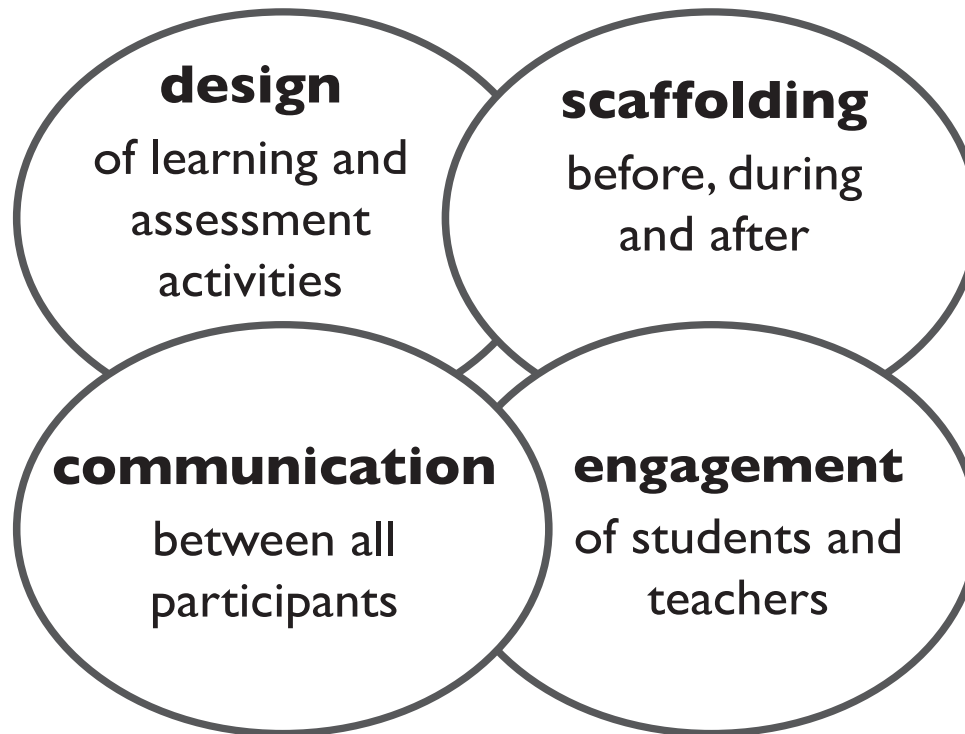 design
of learning and
assessment
activities
scaffolding
before, during
and after
communication
between all
participants
engagement
of students and
teachers